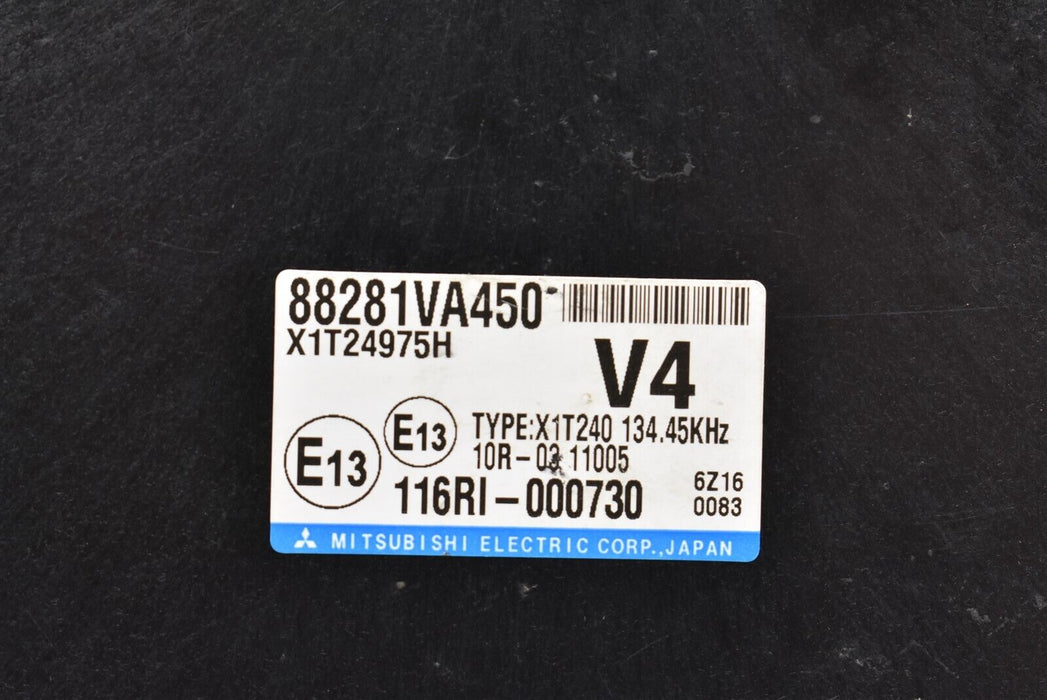 88281VA450
X1T24975H
V4
E13
E13
TYPE:X1T240 134.45KHz
10R-03 11005
116RI-000730
6Z16
0083
MITSUBISHI ELECTRIC CORP.,JAPAN